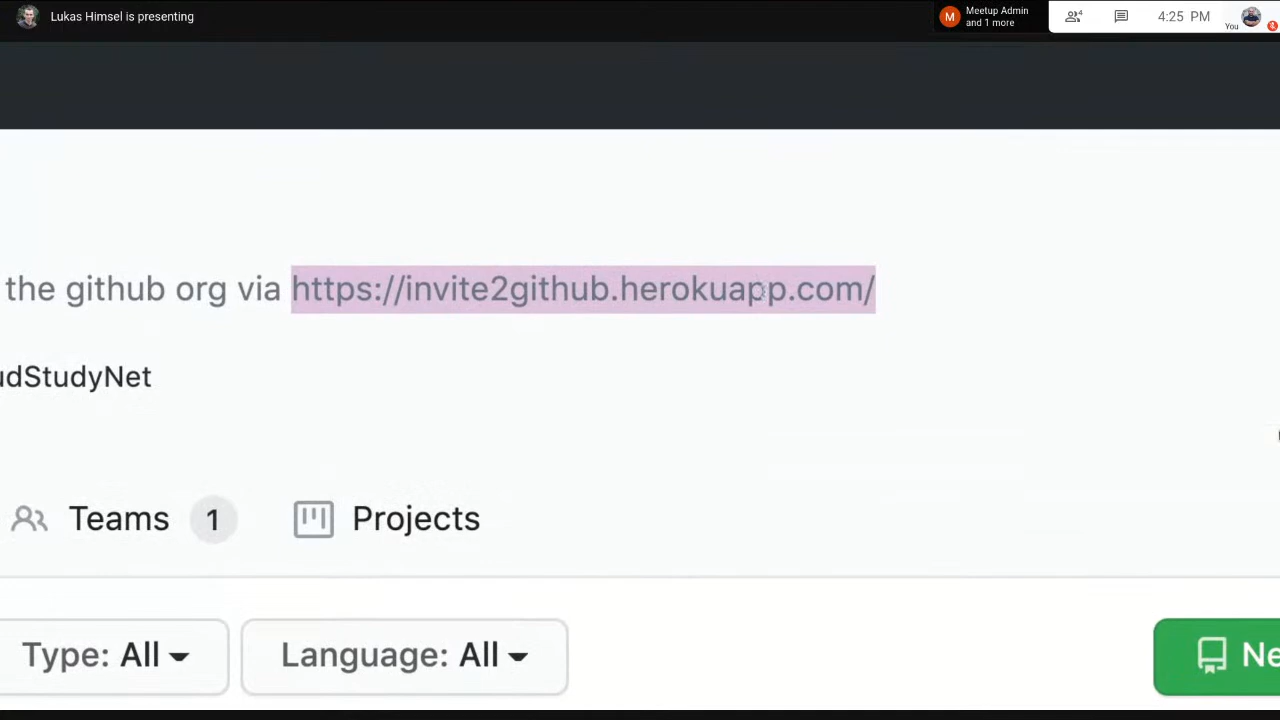 Lukas Himsel is presenting
M
Meetup Admin
and 1 more
4
4:25 PM
You
the github org via https://invite2github.herokuapp.com/
udStudyNet
Teams 1
Projects
Type: All
Language: All
Ne